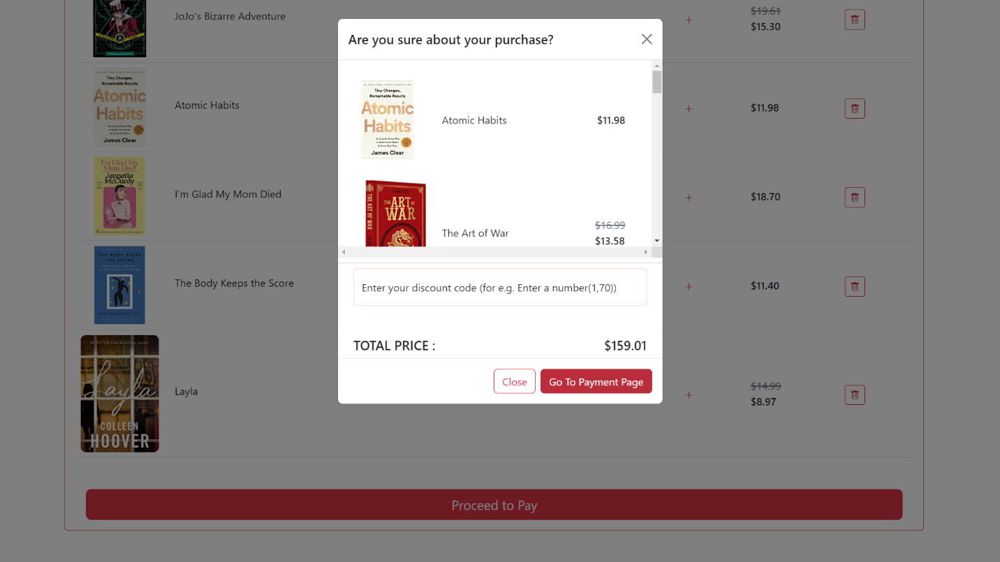 JoJo's Bizarre Adventure
+
$19.61
$15.30
Are you sure about your purchase?
Tiny Changes,
Remarkable Results
Atomic
Habits
James Clear
Atomic Habits
$11.98
SUN TZU
THE ART OF
WAR
The Art of War
$16.99
$13.58
Enter your discount code (for e.g. Enter a number(1,70))
TOTAL PRICE :
$159.01
Close
Go To Payment Page
Tiny Changes,
Remarkable Results
Atomic
Habits
James Clear
Atomic Habits
+
$11.98
I'm Glad My
Mom Died
Jennette
McCurdy
I'm Glad My Mom Died
+
$18.70
THE BODY KEEPS
THE SCORE
The Body Keeps the Score
+
$11.40
Layla
COLLEEN
HOOVER
Layla
+
$14.99
$8.97
Proceed to Pay